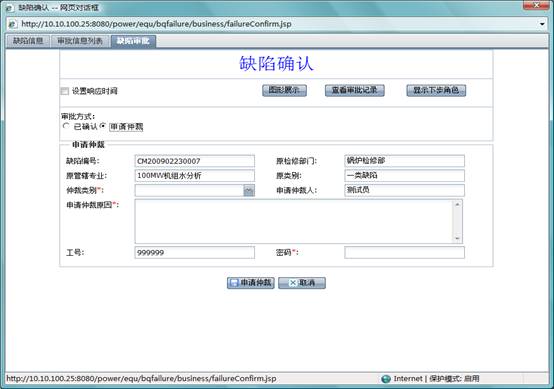 缺陷确认 -- 网页对话框
http://10.10.100.25:8080/power/equ/bqfailure/business/failureConfirm.jsp
缺陷信息 审批信息列表 缺陷审批
缺陷确认
设置响应时间 图形展示 查看审批记录 显示下步角色
审批方式:
已确认 申请仲裁
申请仲裁
缺陷编号: CM200902230007 原检修部门: 锅炉检修部
原管辖专业: 100MW机组水分析 原类别: 一类缺陷
仲裁类别*: 申请仲裁人: 测试员
申请仲裁原因*:
工号: 999999 密码*:
申请仲裁 取消
http://10.10.100.25:8080/power/equ/bqfailure/business/failureConfirm.jsp Internet | 保护模式: 启用